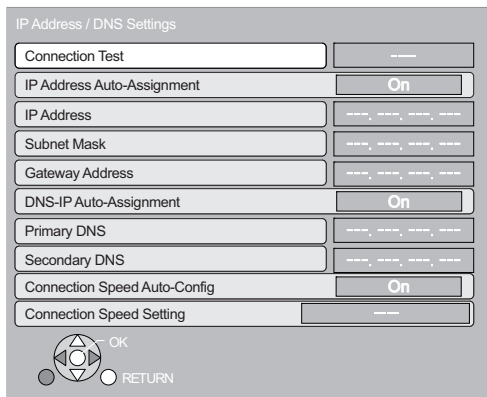 IP Address / DNS Settings
Connection Test ---
IP Address Auto-Assignment On
IP Address ---. ---. ---. ---
Subnet Mask ---. ---. ---. ---
Gateway Address ---. ---. ---. ---
DNS-IP Auto-Assignment On
Primary DNS ---. ---. ---. ---
Secondary DNS ---. ---. ---. ---
Connection Speed Auto-Config On
Connection Speed Setting --
OK
RETURN